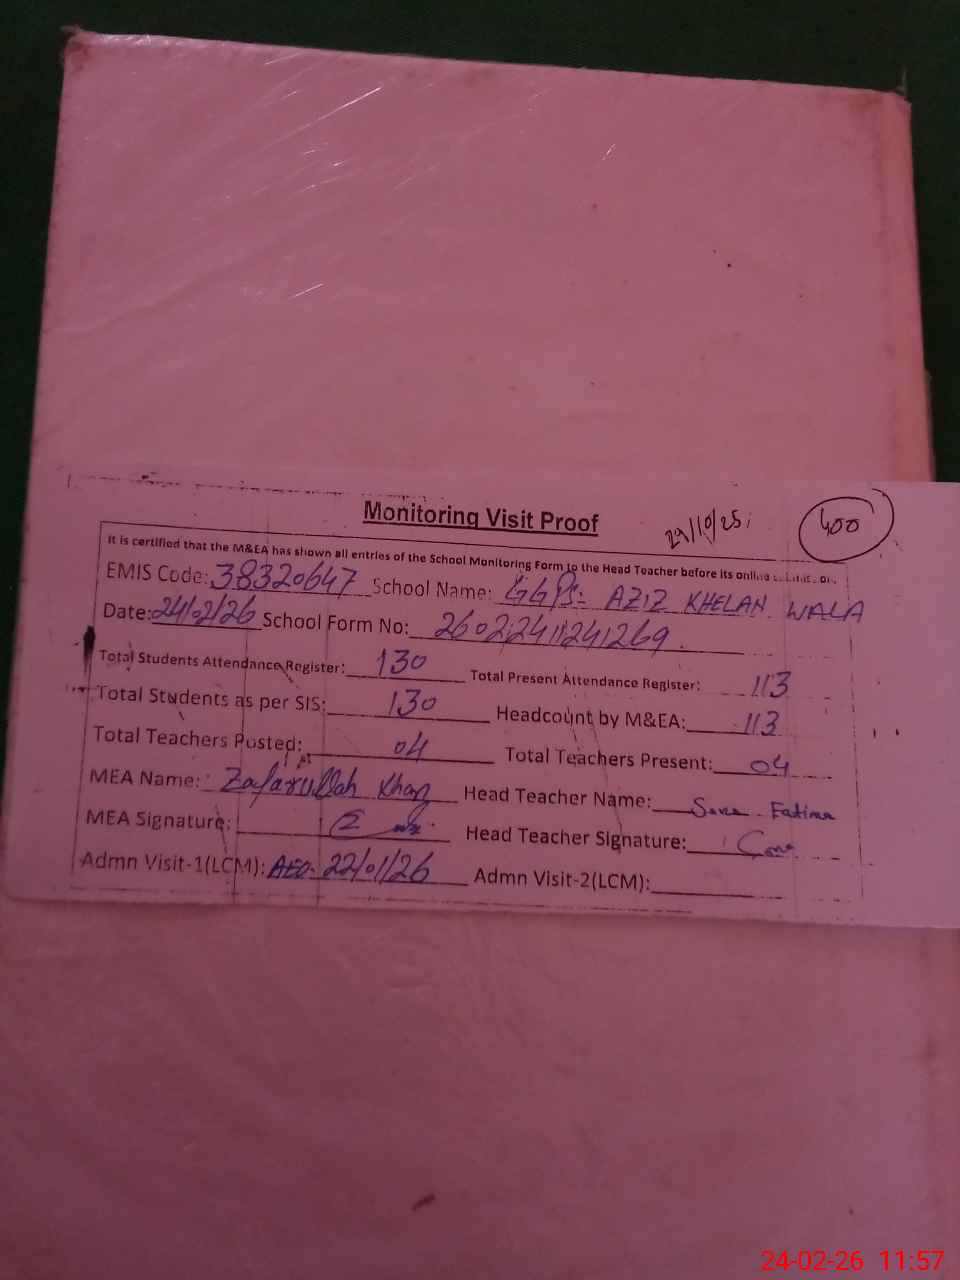 Monitoring Visit Proof
29/10/25
400
It is certified that the M&EA has shown all entries of the School Monitoring Form to the Head Teacher before its online
EMIS Code: 38320647 School Name: GGPS: AZIZ KHELAN WALA
Date: 24/02/26 School Form No:
Total Students Attendance Register: 130 Total Present Attendance Register: 113
Total Students as per SIS: 130 Headcount by M&EA: 113
Total Teachers Posted: 04 Total Teachers Present: 04
MEA Name: Zafarullah Khan Head Teacher Name: Fatima
MEA Signature: Head Teacher Signature:
Admn Visit-1(LCM): AEO. 22/01/26 Admn Visit-2(LCM):
24-02-26 11:57